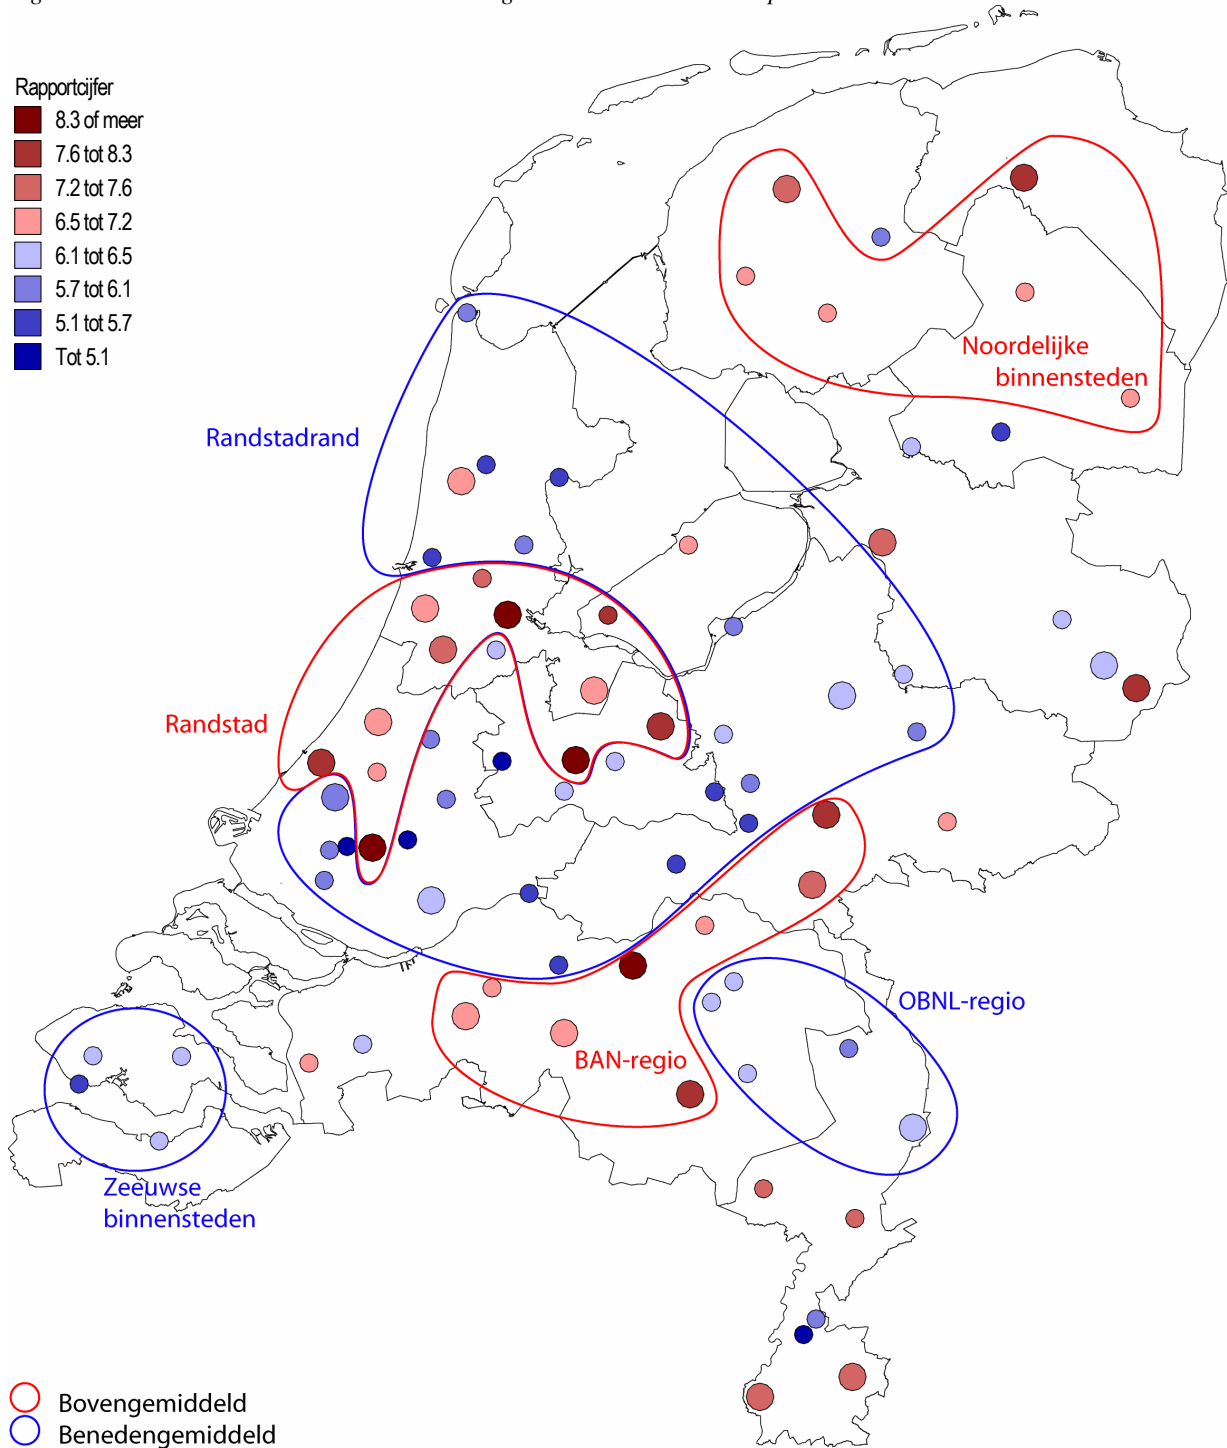 Rapportcijfer
8.3 of meer
7.6 tot 8.3
7.2 tot 7.6
6.5 tot 7.2
6.1 tot 6.5
5.7 tot 6.1
5.1 tot 5.7
Tot 5.1
Noordelijke
binnensteden
Randstadrand
Randstad
OBNL-regio
BAN-regio
Zeeuwse
binnensteden
Bovengemiddeld
Benedengemiddeld